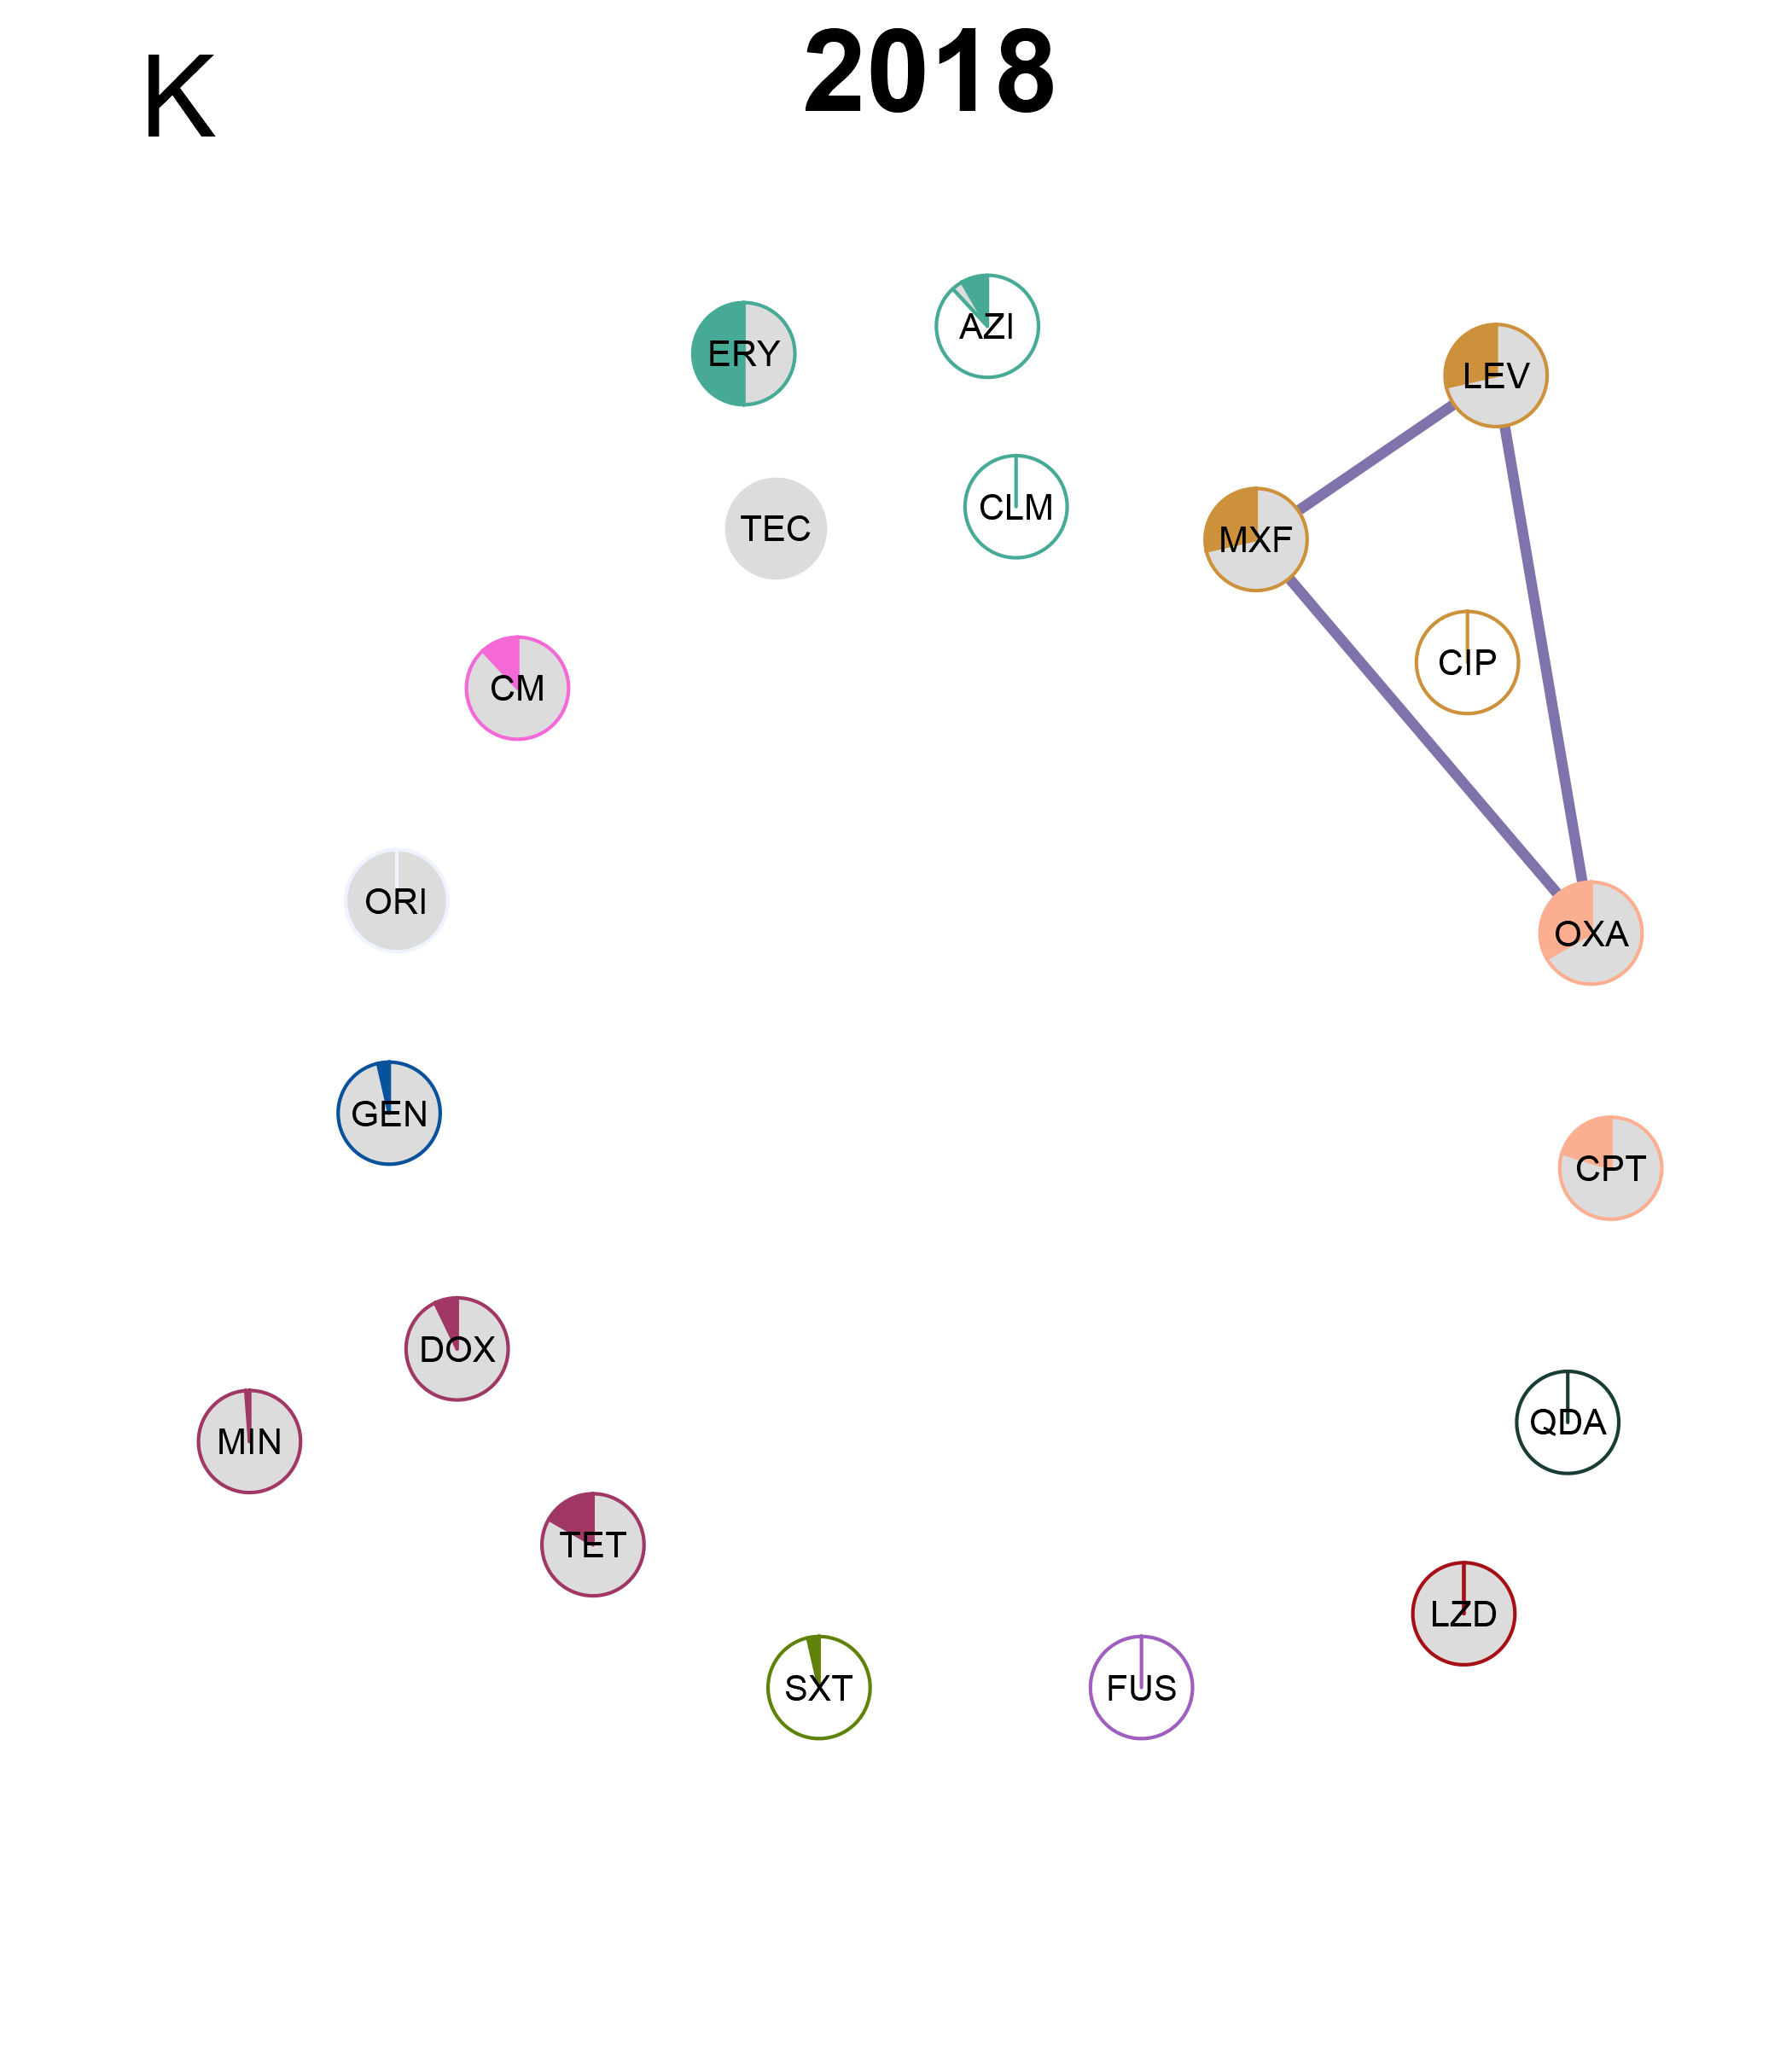 K
2018
AZI
ERY
LEV
CLM
TEC
MXF
CIP
CM
ORI
OXA
GEN
CPT
DOX
QDA
MIN
TET
LZD
SXT
FUS